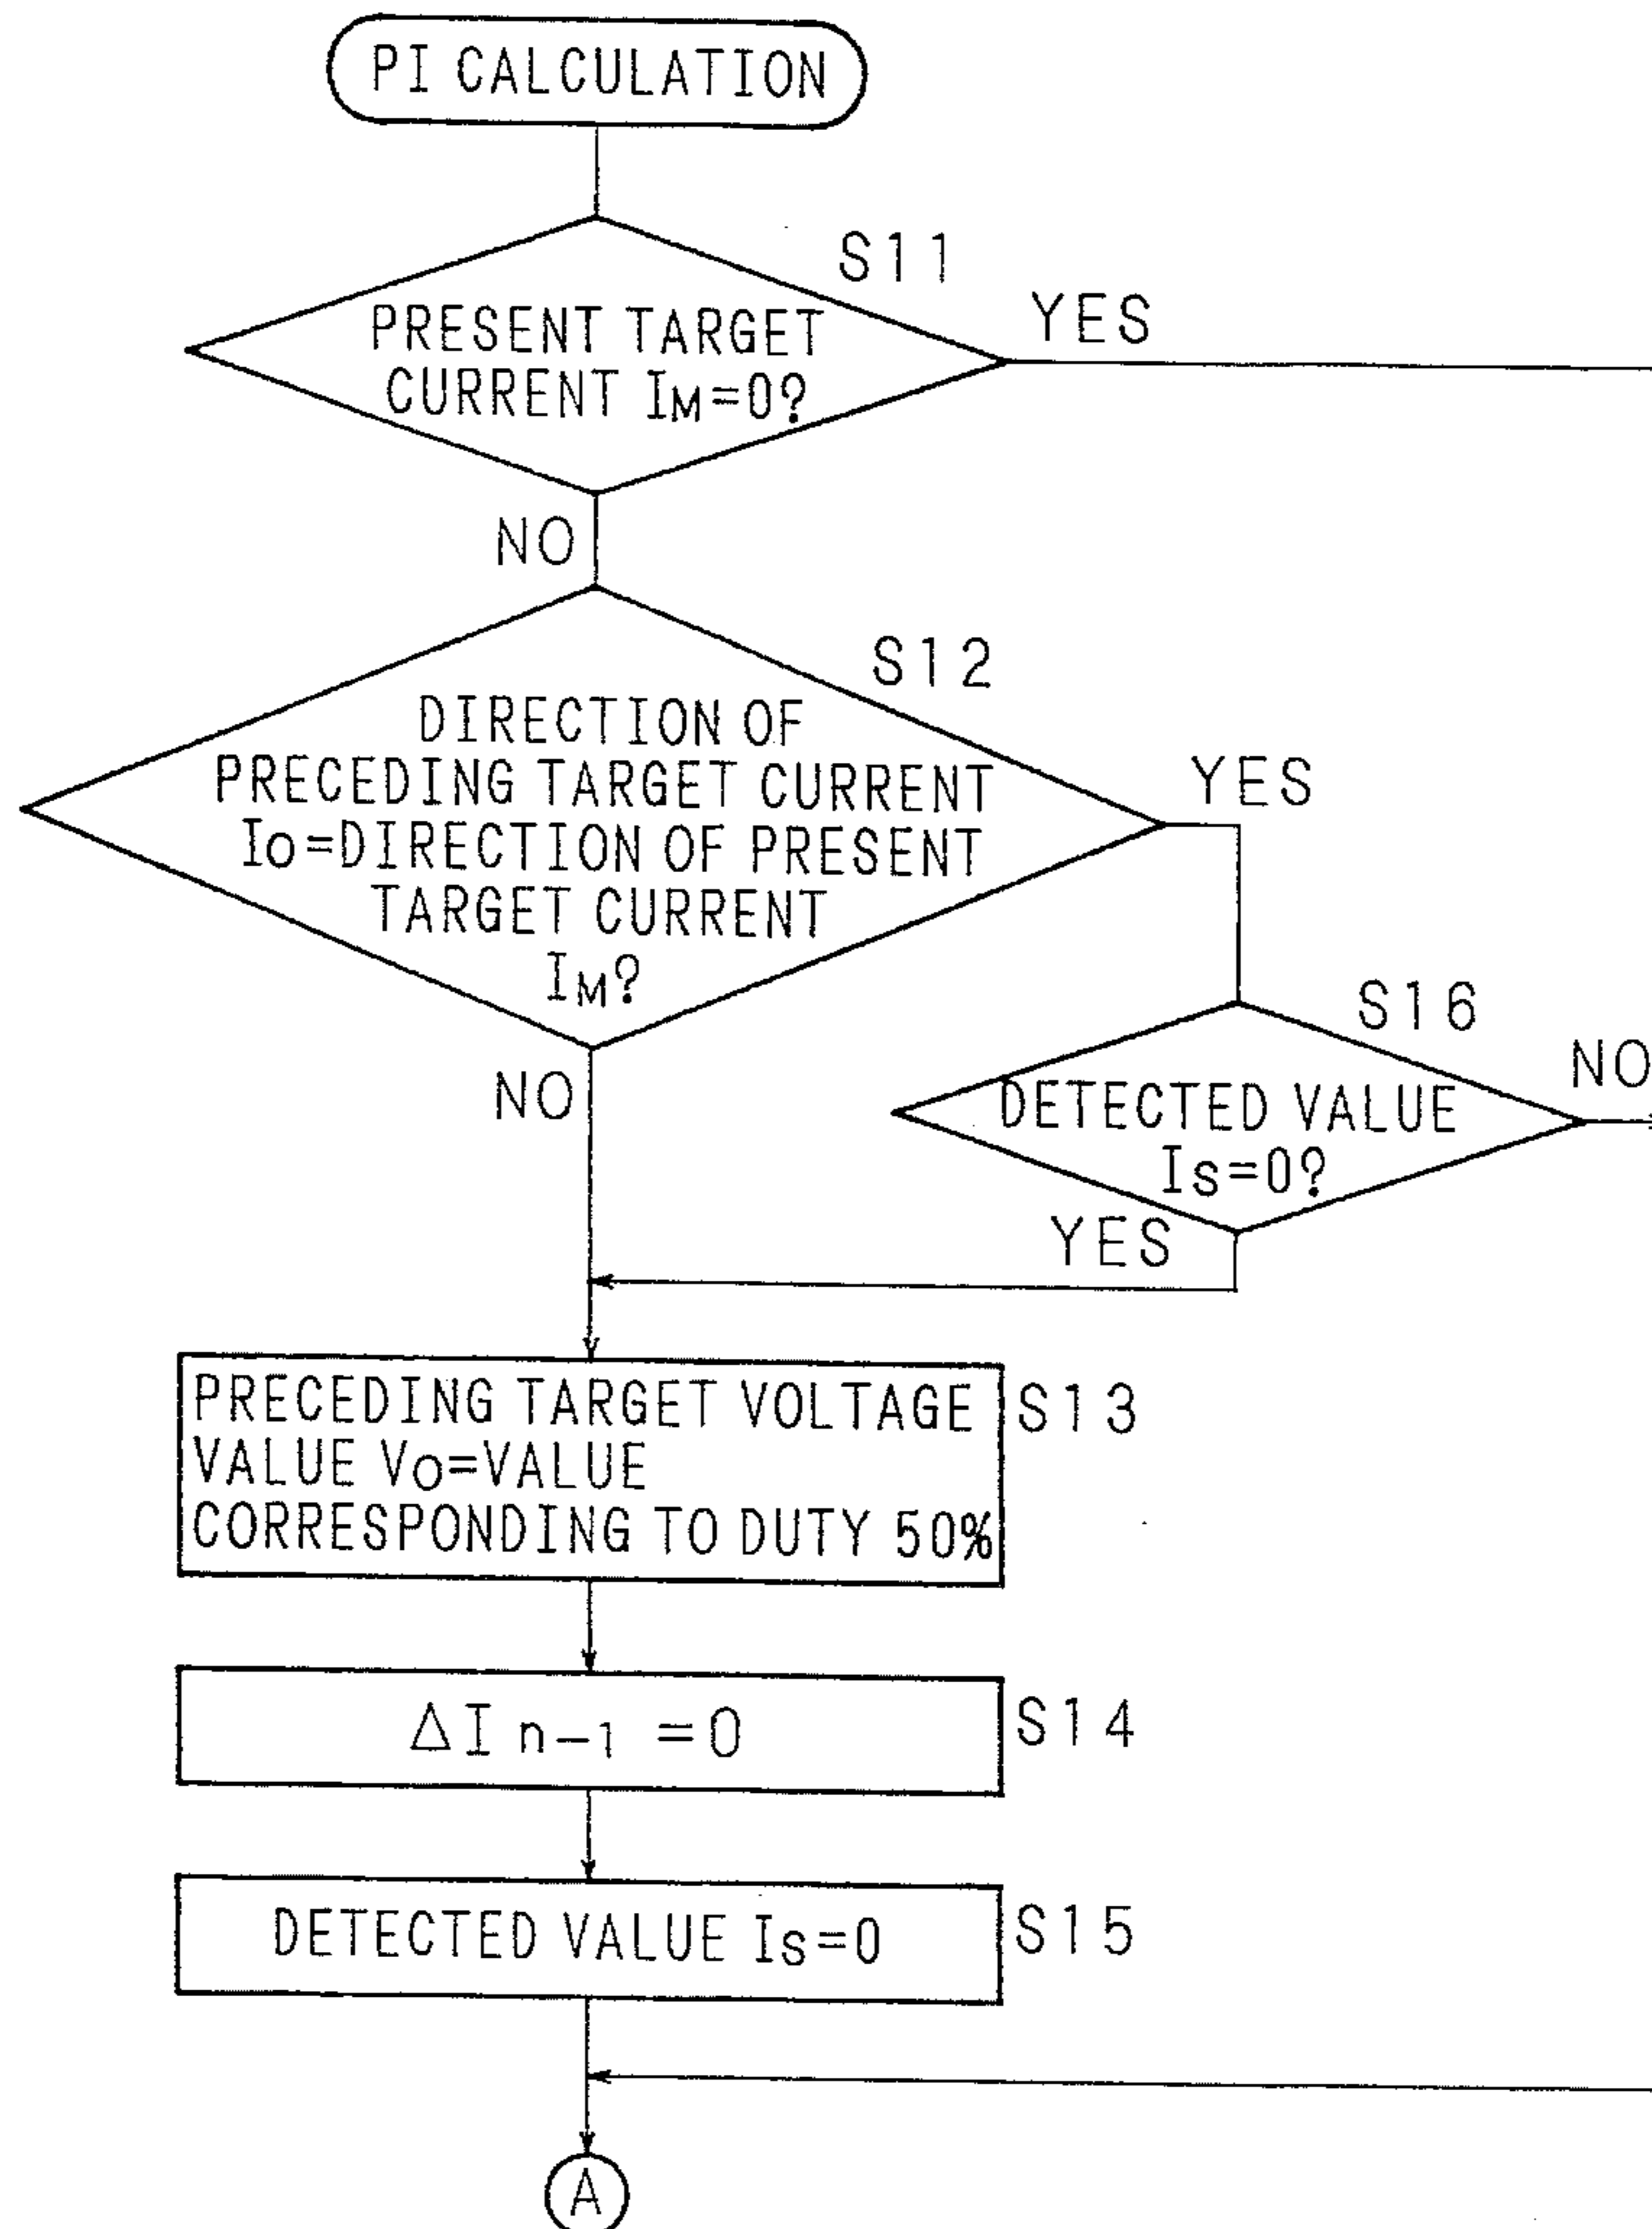 PI CALCULATION
S11
YES
PRESENT TARGET
CURRENT IM=0?
NO
S12
DIRECTION OF
PRECEDING TARGET CURRENT
IO=DIRECTION OF PRESENT
TARGET CURRENT
IM?
YES
S16
NO
DETECTED VALUE
IS=0?
YES
NO
PRECEDING TARGET VOLTAGE
VALUE VO=VALUE
CORRESPONDING TO DUTY 50%
S13
ΔI n-1 =0
S14
DETECTED VALUE IS=0
S15
A